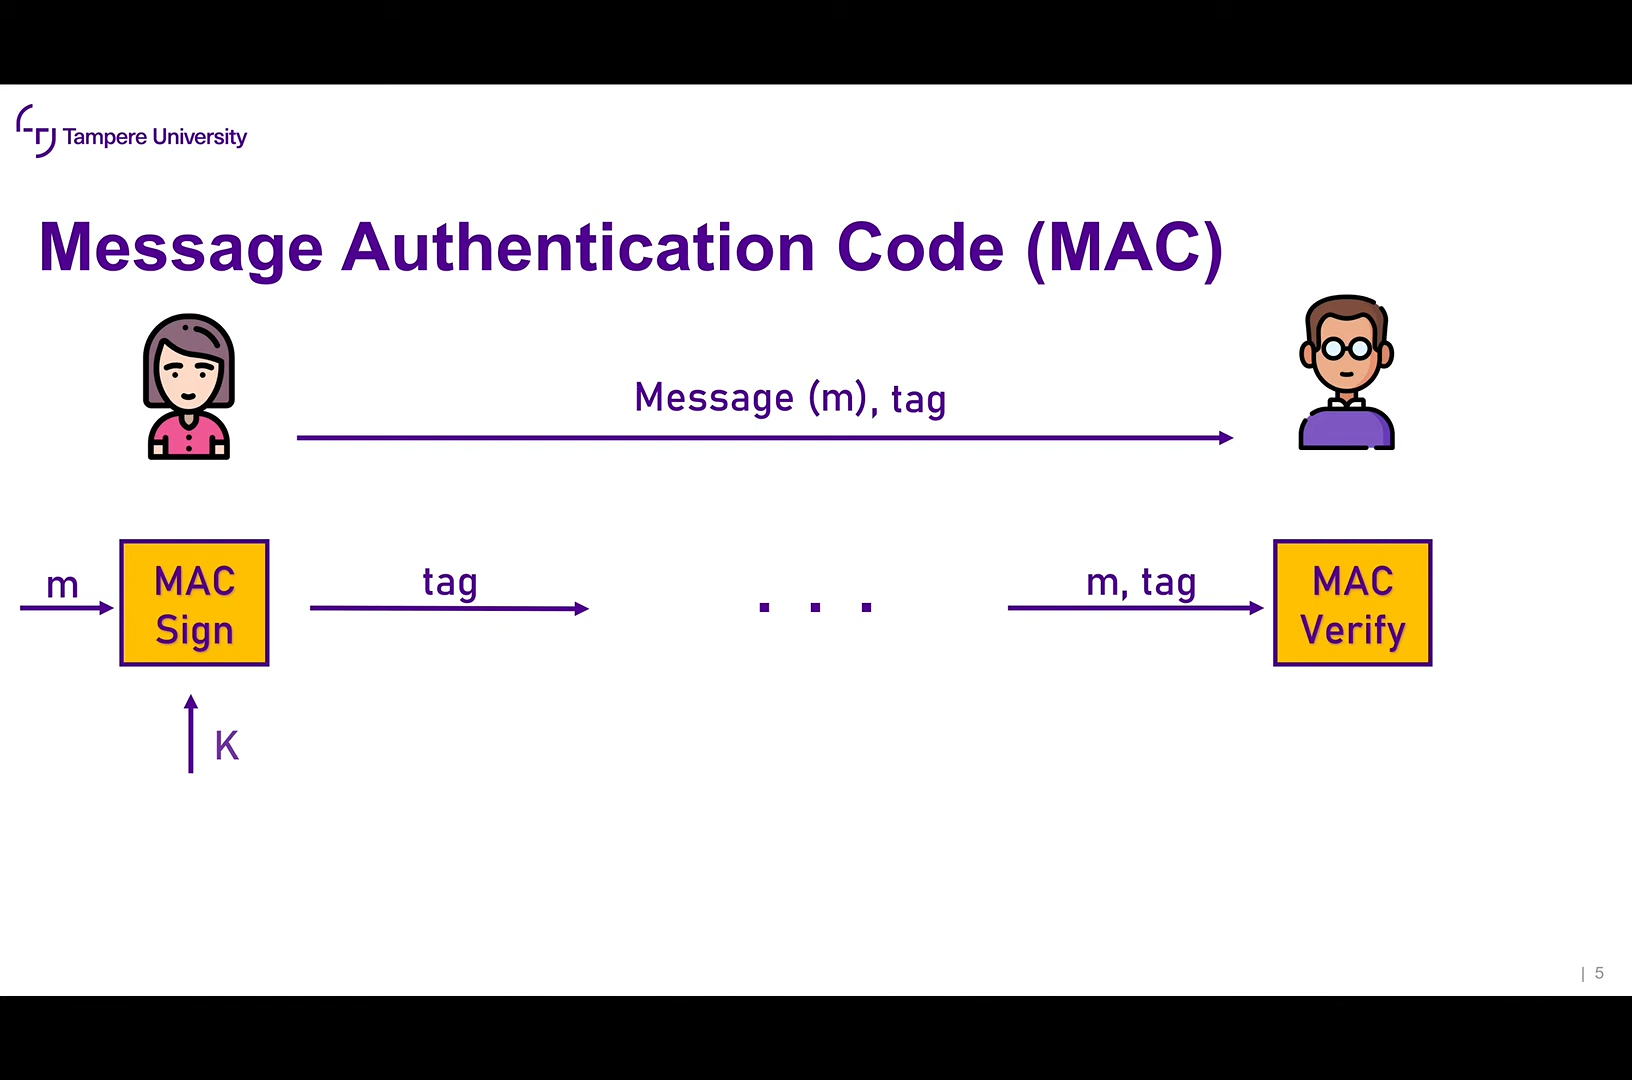 Tampere University
Message Authentication Code (MAC)
Message (m), tag
m
MAC
Sign
tag
. . .
m, tag
MAC
Verify
K
| 5